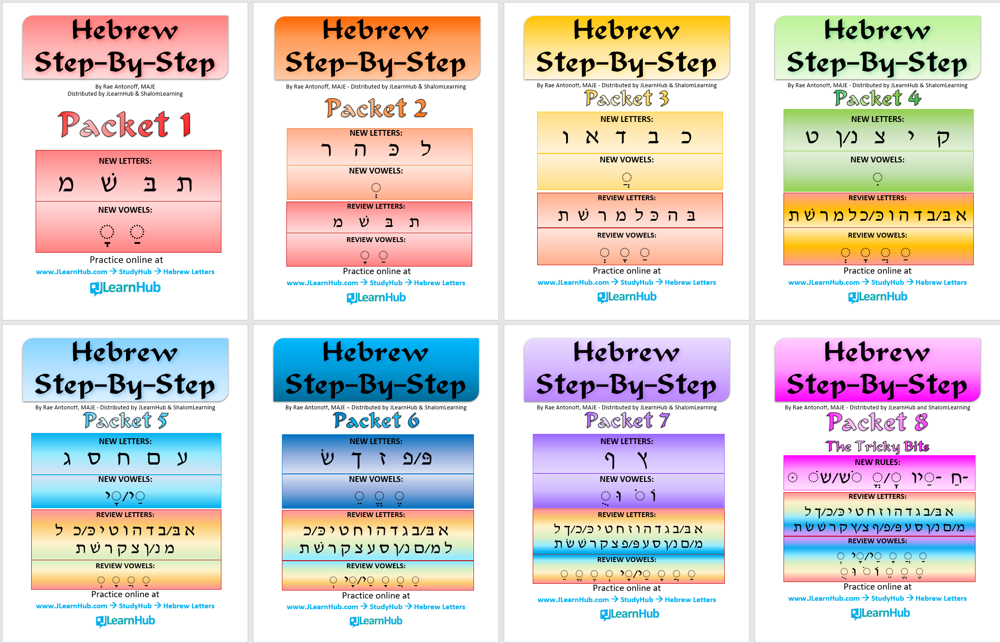 Hebrew
Step-By-Step
By Rae Antonoff, MAJE
Distributed by JLearnHub & ShalomLearning
Packet 1
NEW LETTERS:
ת בּ שׁ מ
NEW VOWELS:
◌ַ ◌ָ
Practice online at
www.JLearnHub.com → StudyHub → Hebrew Letters
JLearnHub
Hebrew
Step-By-Step
By Rae Antonoff, MAJE - Distributed by JLearnHub & ShalomLearning
Packet 2
NEW LETTERS:
ל כּ ה ר
NEW VOWELS:
◌ְ
REVIEW LETTERS:
ת בּ שׁ מ
REVIEW VOWELS:
◌ַ ◌ָ
Practice online at
www.JLearnHub.com → StudyHub → Hebrew Letters
JLearnHub
Hebrew
Step-By-Step
By Rae Antonoff, MAJE - Distributed by JLearnHub & ShalomLearning
Packet 3
NEW LETTERS:
כ ב ד א ו
NEW VOWELS:
◌ֲ
REVIEW LETTERS:
בּ ה כּ ל מ ר שׁ ת
REVIEW VOWELS:
◌ַ ◌ָ ◌ְ
Practice online at
www.JLearnHub.com → StudyHub → Hebrew Letters
JLearnHub
Hebrew
Step-By-Step
By Rae Antonoff, MAJE - Distributed by JLearnHub & ShalomLearning
Packet 4
NEW LETTERS:
ק י צ נ/ן ט
NEW VOWELS:
◌ִ
REVIEW LETTERS:
א בּ/ב ד ה ו כּ/כ ל מ ר שׁ ת
REVIEW VOWELS:
◌ַ ◌ֲ ◌ָ ◌ְ
Practice online at
www.JLearnHub.com → StudyHub → Hebrew Letters
JLearnHub
Hebrew
Step-By-Step
By Rae Antonoff, MAJE - Distributed by JLearnHub & ShalomLearning
Packet 5
NEW LETTERS:
ע ם ח ס ג
NEW VOWELS:
◌ַי/◌ָי
REVIEW LETTERS:
א בּ/ב ד ה ו ט י כּ/כ ל
מ נ/ן צ ק ר שׁ ת
REVIEW VOWELS:
◌ַ ◌ֲ ◌ָ ◌ְ
Practice online at
www.JLearnHub.com → StudyHub → Hebrew Letters
JLearnHub
Hebrew
Step-By-Step
By Rae Antonoff, MAJE – Distributed by JLearnHub & ShalomLearning
Packet 6
NEW LETTERS:
פּ/פ ז ך שׂ
NEW VOWELS:
◌ֶ ◌ֱ ◌ֵ
REVIEW LETTERS:
א בּ/ב ג ד ה ו ח ט י כּ/כ
ל מ/ם נ/ן ס ע צ ק ר שׁ ת
REVIEW VOWELS:
◌ַ ◌ֲ ◌ָ ◌ַי/◌ָי ◌ְ
Practice online at
www.JLearnHub.com → StudyHub → Hebrew Letters
JLearnHub
Hebrew
Step-By-Step
By Rae Antonoff, MAJE - Distributed by JLearnHub & ShalomLearning
Packet 7
NEW LETTERS:
ץ ף
NEW VOWELS:
וֹ ◌ֹ וּ ◌ֻ
REVIEW LETTERS:
א בּ/ב ג ד ה ו ז ח ט י כּ/כ/ך ל
מ/ם נ/ן ס ע פּ/פ צ ק ר שׁ שׂ ת
REVIEW VOWELS:
◌ַ ◌ֲ ◌ָ ◌ַי/◌ָי ◌ְ ◌ֶ ◌ֱ ◌ֵ
Practice online at
www.JLearnHub.com → StudyHub → Hebrew Letters
JLearnHub
Hebrew
Step-By-Step
By Rae Antonoff, MAJE - Distributed by JLearnHub and ShalomLearning
Packet 8
The Tricky Bits
NEW RULES:
-חַ -◌ַיו ◌ָ/◌ֳ ◌שׁ/שׂ◌ ◌ּ
REVIEW LETTERS:
א בּ/ב ג ד ה ו ז ח ט י כּ/כ/ך ל
מ/ם נ/ן ס ע פּ/פ/ף צ/ץ ק ר שׁ שׂ ת
REVIEW VOWELS:
◌ַ ◌ֲ ◌ָ ◌ַי/◌ָי ◌ְ
◌ֶ ◌ֱ ◌ֵ וֹ ◌ֹ וּ ◌ֻ
Practice online at
www.JLearnHub.com → StudyHub → Hebrew Letters
JLearnHub